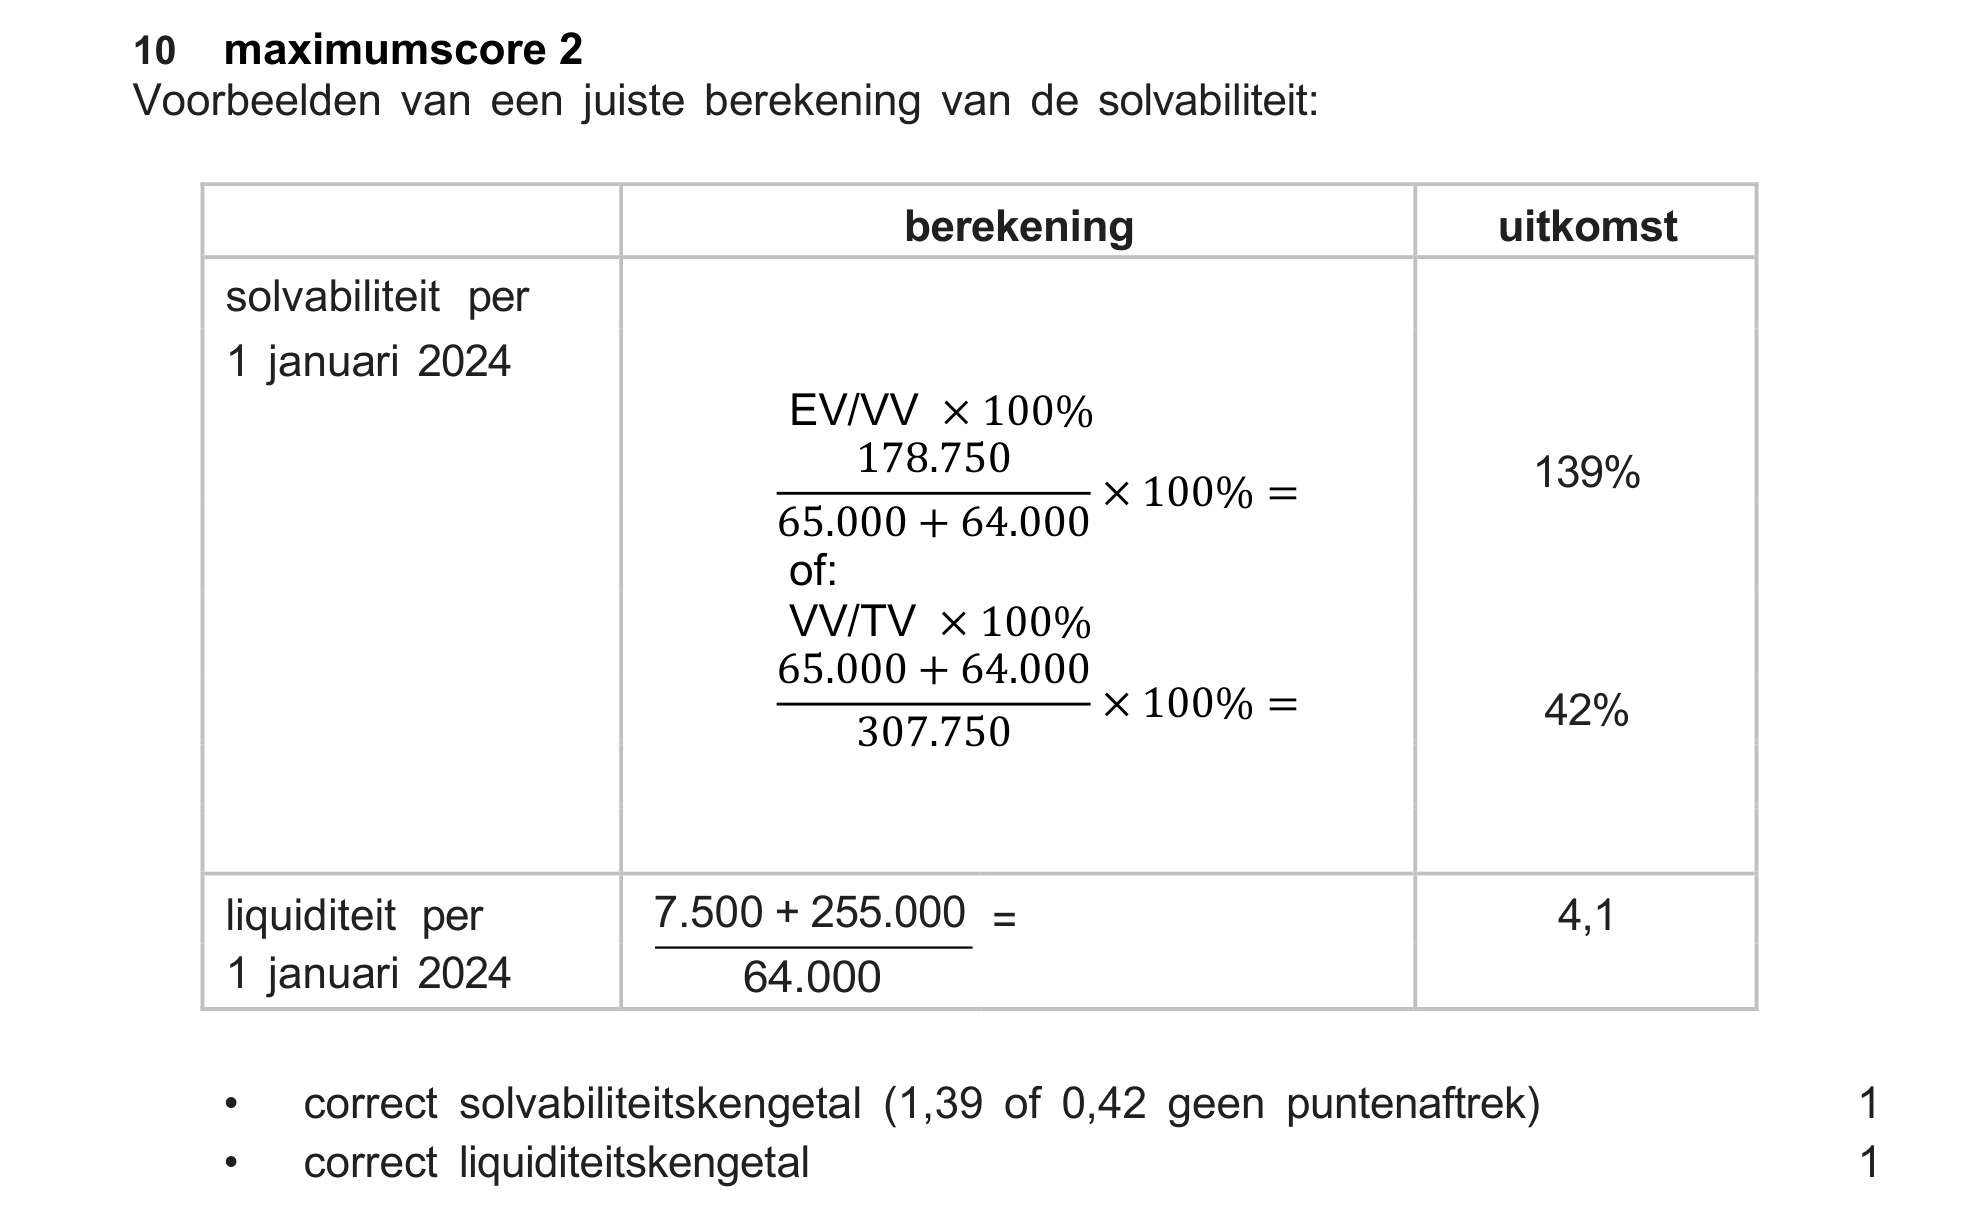 10 maximumscore 2
Voorbeelden van een juiste berekening van de solvabiliteit:
berekening uitkomst
solvabiliteit per
1 januari 2024
EV/VV × 100%
178.750
65.000 + 64.000 × 100% = 139%
of:
VV/TV × 100%
65.000 + 64.000
307.750 × 100% = 42%
liquiditeit per 7.500 + 255.000 = 4,1
1 januari 2024 64.000
• correct solvabiliteitskengetal (1,39 of 0,42 geen puntenaftrek) 1
• correct liquiditeitskengetal 1